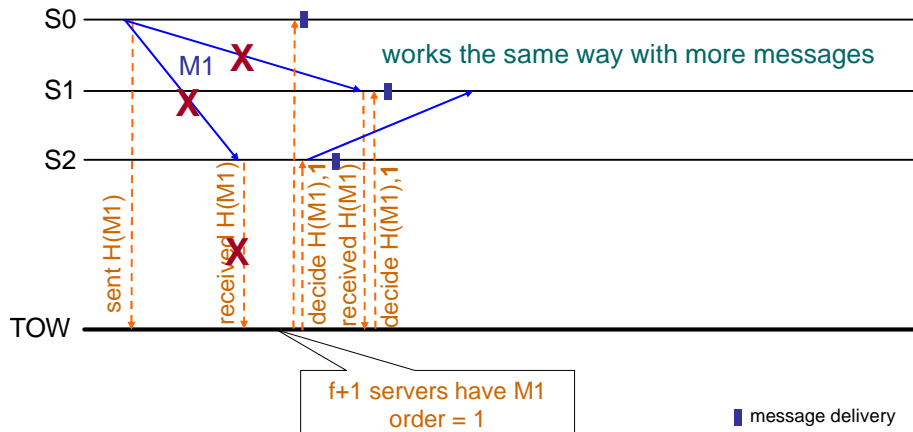 S0
works the same way with more messages
M1
X
X
S1
S2
sent H(M1)
received H(M1)
X
decide H(M1),1
received H(M1)
decide H(M1),1
TOW
f+1 servers have M1
order = 1
message delivery